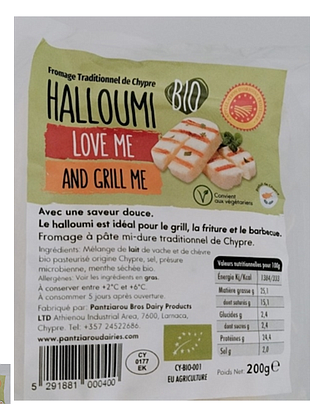 Fromage Traditionnel de Chypre
HALLOUMI
BIO
LOVE ME
AND GRILL ME
Convient
aux végétariens
Avec une saveur douce.
Le halloumi est idéal pour le grill, la friture et le barbecue.
Fromage à pâte mi-dure traditionnel de Chypre.
Ingrédients: Mélange de lait de vache et de chèvre
bio pasteurisé origine Chypre, sel, présure
microbienne, menthe séchée bio.
Allergènes: Voir les ingrédients en gras.
A conserver entre +2°C et +6°C.
À consommer 5 jours après ouverture.
Fabriqué par: Pantziarou Bros Dairy Products
LTD Athienou Industrial Area, 7600, Larnaca,
Chypre. Tel: +357 24522686.
www.pantziaroudairies.com
Valeurs nutritionnelles pour 100g
Énergie Kj/Kcal 1384/333
Matière grasse g 25,1
dont saturés g 15,1
Glucides g 2,4
dont sucres g 2,4
Protéines g 24,4
Sel g 2,0
5 291881 000400
CY
0177
EK
CY-BIO-001
EU AGRICULTURE
Poids Net: 200g e